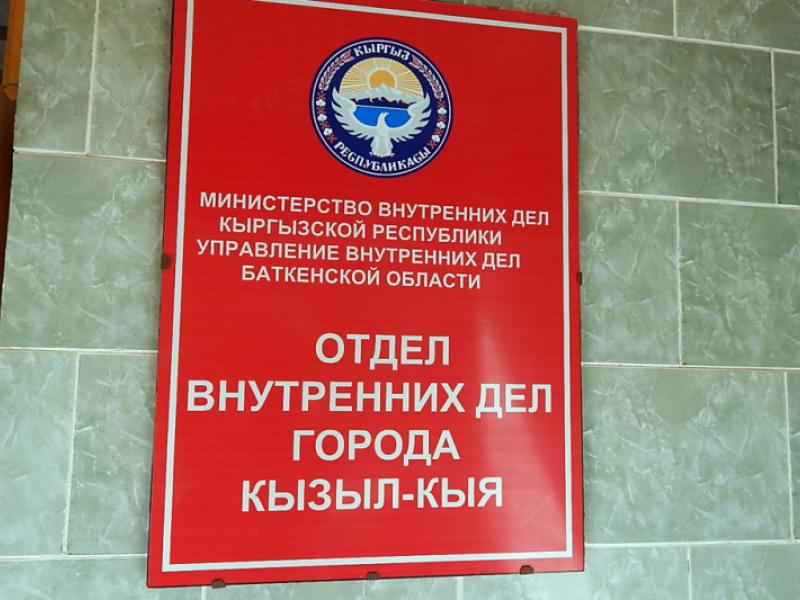 КЫРГЫЗ
РЕСПУБЛИКАСЫ
МИНИСТЕРСТВО ВНУТРЕННИХ ДЕЛ
КЫРГЫЗСКОЙ РЕСПУБЛИКИ
УПРАВЛЕНИЕ ВНУТРЕННИХ ДЕЛ
БАТКЕНСКОЙ ОБЛАСТИ
ОТДЕЛ
ВНУТРЕННИХ ДЕЛ
ГОРОДА
КЫЗЫЛ-КЫЯ